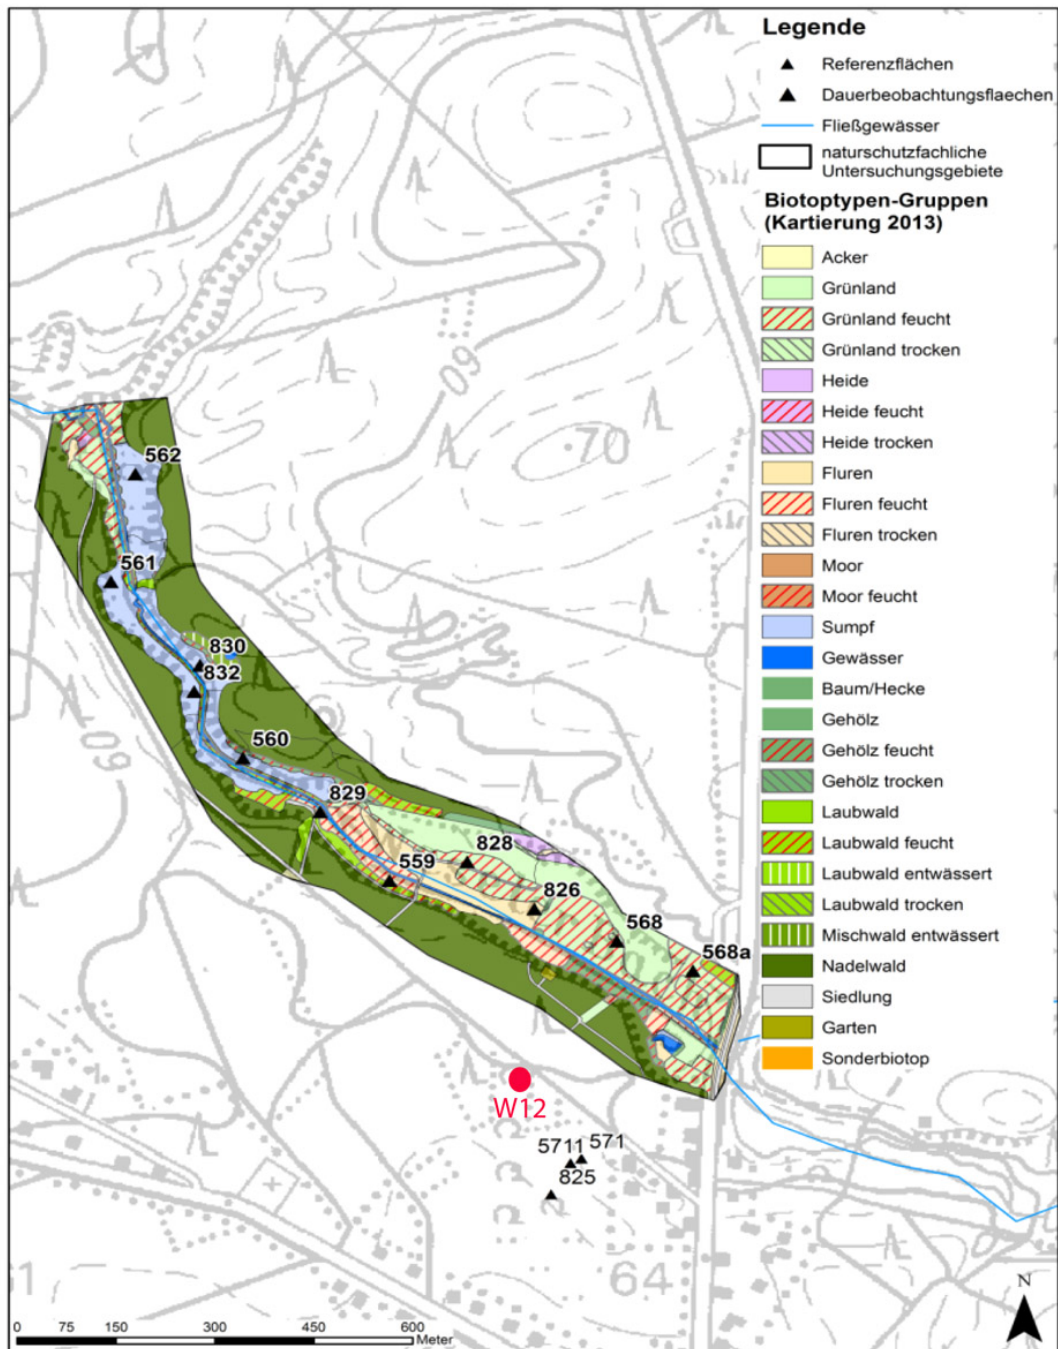 Legende
Referenzflächen
Dauerbeobachtungsflaechen
Fließgewässer
naturschutzfachliche
Untersuchungsgebiete
Biotoptypen-Gruppen
(Kartierung 2013)
Acker
Grünland
Grünland feucht
Grünland trocken
Heide
Heide feucht
Heide trocken
Fluren
Fluren feucht
Fluren trocken
Moor
Moor feucht
Sumpf
Gewässer
Baum/Hecke
Gehölz
Gehölz feucht
Gehölz trocken
Laubwald
Laubwald feucht
Laubwald entwässert
Laubwald trocken
Mischwald entwässert
Nadelwald
Siedlung
Garten
Sonderbiotop
60
70
562
561
830
832
60
560
829
828
559
826
568
568a
W12
5711 571
825
64
N
0 75 150 300 450 600
Meter